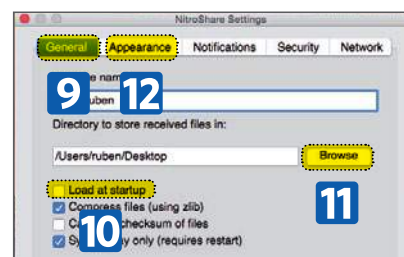 NitroShare Settings
General Appearance Notifications Security Network
name
9 12
ruben
Directory to store received files in:
/Users/ruben/Desktop Browse
11
Load at startup
Compress files (using zlib)
10
checksum of files
only (requires restart)